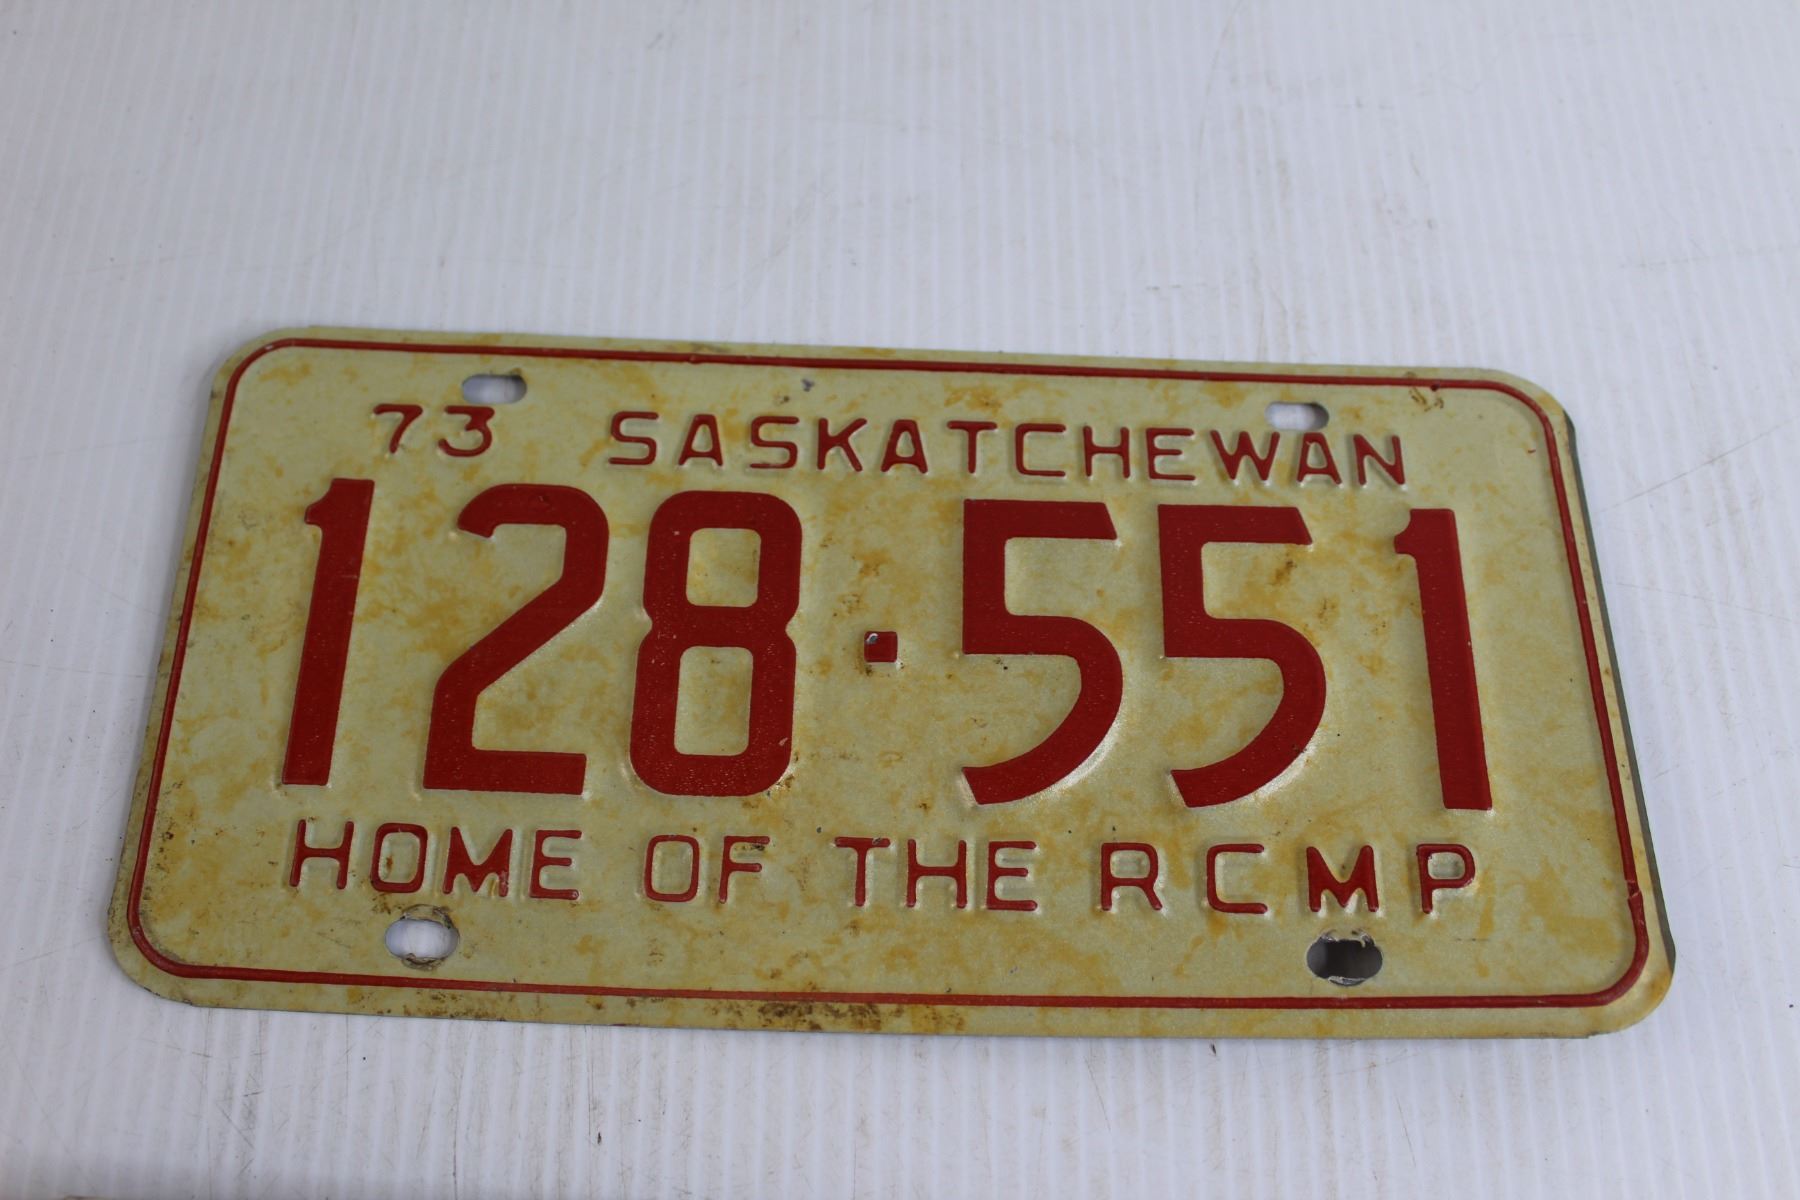 73 SASKATCHEWAN
128·551
HOME OF THE RCMP